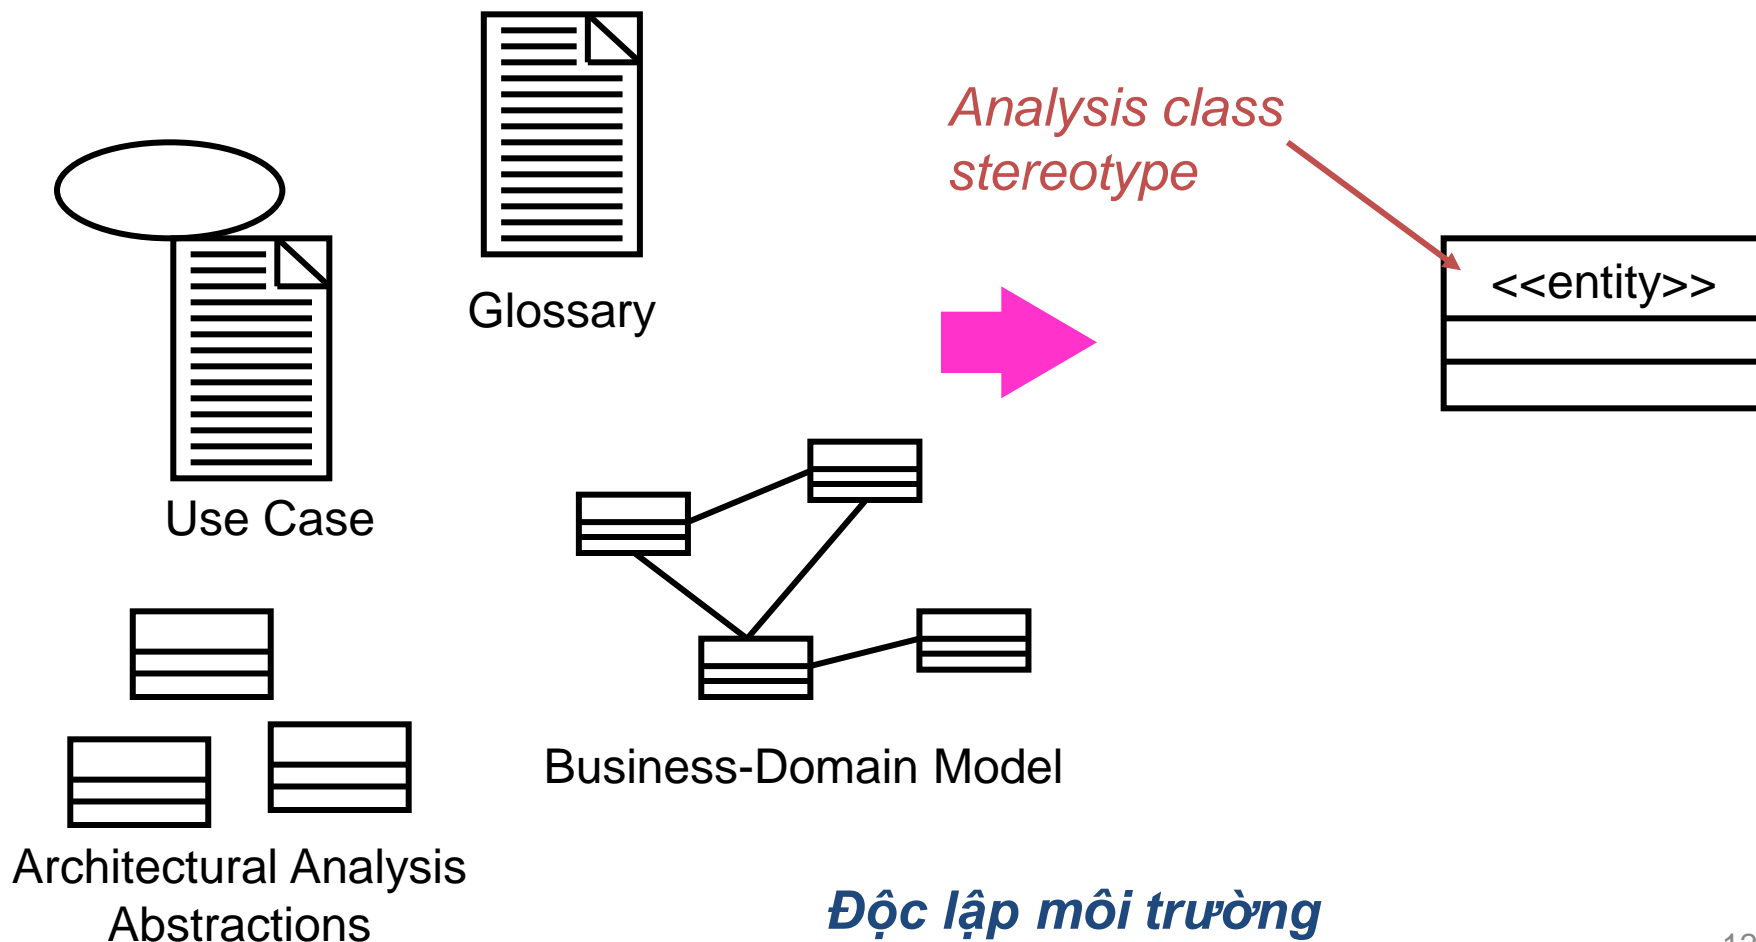 Analysis class
stereotype
<<entity>>
Glossary
Use Case
Business-Domain Model
Architectural Analysis
Abstractions
Độc lập môi trường